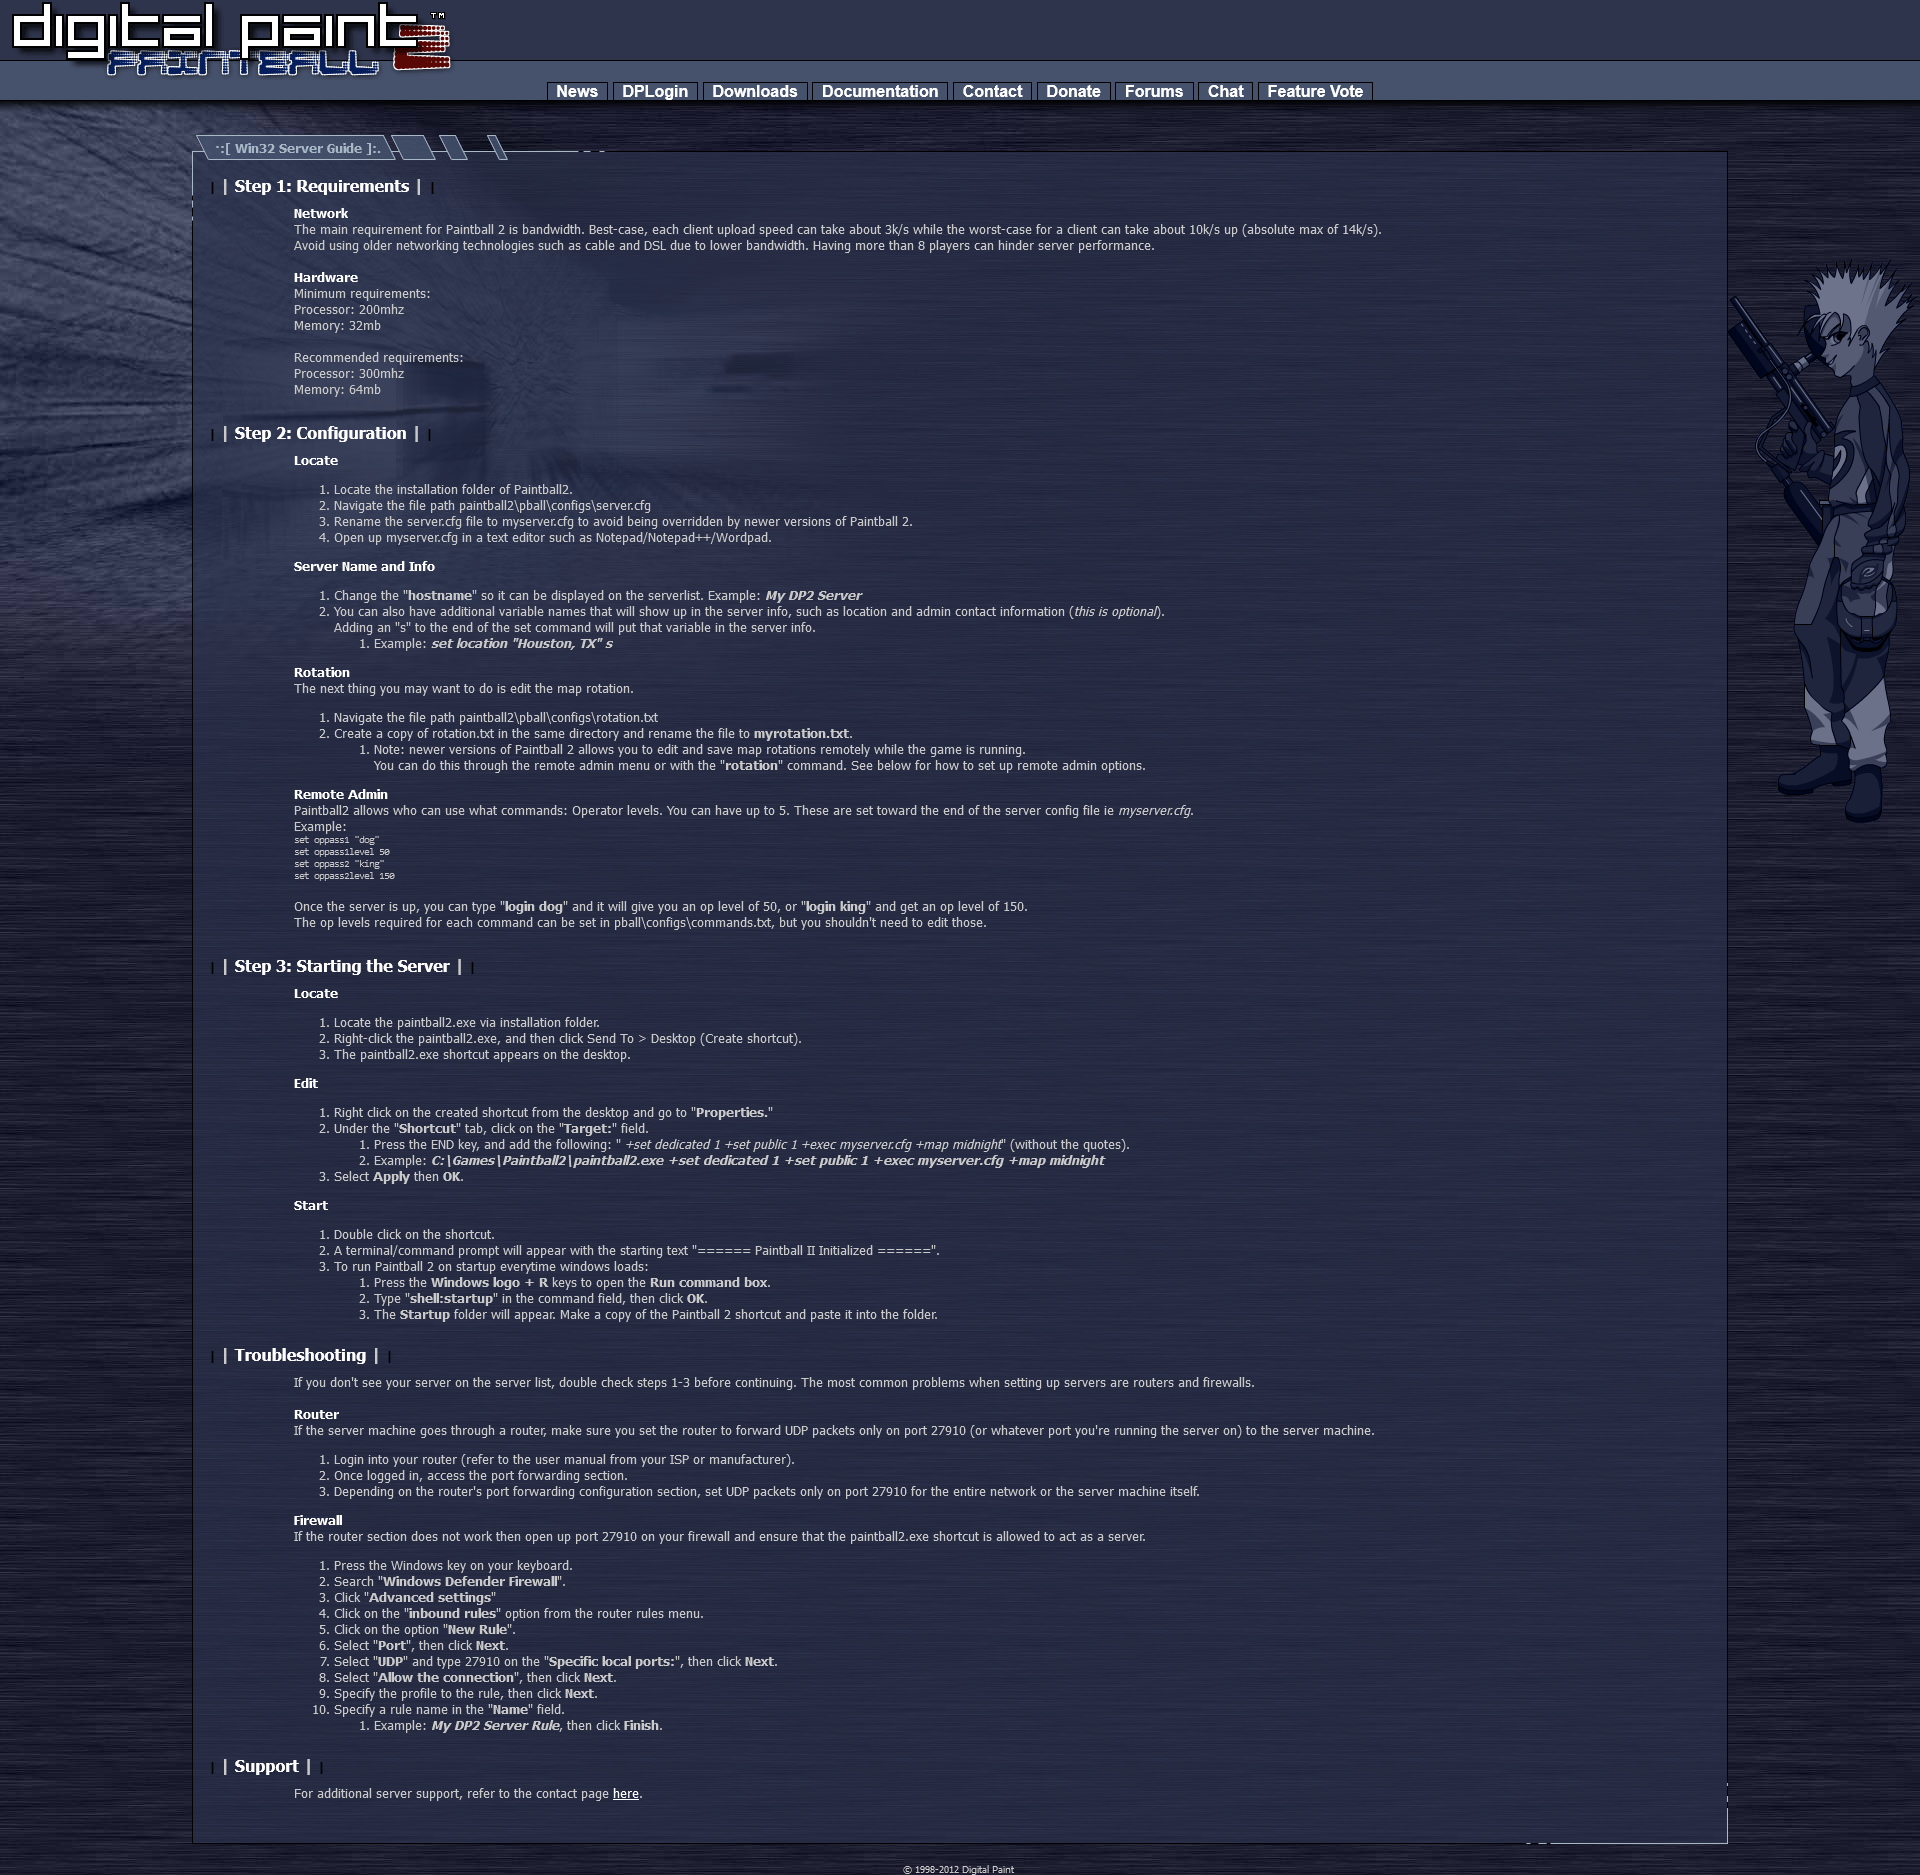 digital paint 2™
PAINTBALL
News DPLogin Downloads Documentation Contact Donate Forums Chat Feature Vote
·:[ Win32 Server Guide ]:.
| | Step 1: Requirements | |
Network
The main requirement for Paintball 2 is bandwidth. Best-case, each client upload speed can take about 3k/s while the worst-case for a client can take about 10k/s up (absolute max of 14k/s).
Avoid using older networking technologies such as cable and DSL due to lower bandwidth. Having more than 8 players can hinder server performance.
Hardware
Minimum requirements:
Processor: 200mhz
Memory: 32mb
Recommended requirements:
Processor: 300mhz
Memory: 64mb
| | Step 2: Configuration | |
Locate
1. Locate the installation folder of Paintball2.
2. Navigate the file path paintball2\pball\configs\server.cfg
3. Rename the server.cfg file to myserver.cfg to avoid being overridden by newer versions of Paintball 2.
4. Open up myserver.cfg in a text editor such as Notepad/Notepad++/Wordpad.
Server Name and Info
1. Change the "hostname" so it can be displayed on the serverlist. Example: My DP2 Server
2. You can also have additional variable names that will show up in the server info, such as location and admin contact information (this is optional).
Adding an "s" to the end of the set command will put that variable in the server info.
1. Example: set location "Houston, TX" s
Rotation
The next thing you may want to do is edit the map rotation.
1. Navigate the file path paintball2\pball\configs\rotation.txt
2. Create a copy of rotation.txt in the same directory and rename the file to myrotation.txt.
1. Note: newer versions of Paintball 2 allows you to edit and save map rotations remotely while the game is running.
You can do this through the remote admin menu or with the "rotation" command. See below for how to set up remote admin options.
Remote Admin
Paintball2 allows who can use what commands: Operator levels. You can have up to 5. These are set toward the end of the server config file ie myserver.cfg.
Example:
set oppass1 "dog"
set oppass1level 50
set oppass2 "king"
set oppass2level 150
Once the server is up, you can type "login dog" and it will give you an op level of 50, or "login king" and get an op level of 150.
The op levels required for each command can be set in pball\configs\commands.txt, but you shouldn't need to edit those.
| | Step 3: Starting the Server | |
Locate
1. Locate the paintball2.exe via installation folder.
2. Right-click the paintball2.exe, and then click Send To > Desktop (Create shortcut).
3. The paintball2.exe shortcut appears on the desktop.
Edit
1. Right click on the created shortcut from the desktop and go to "Properties."
2. Under the "Shortcut" tab, click on the "Target:" field.
1. Press the END key, and add the following: " +set dedicated 1 +set public 1 +exec myserver.cfg +map midnight" (without the quotes).
2. Example: C:\Games\Paintball2\paintball2.exe +set dedicated 1 +set public 1 +exec myserver.cfg +map midnight
3. Select Apply then OK.
Start
1. Double click on the shortcut.
2. A terminal/command prompt will appear with the starting text "====== Paintball II Initialized ======".
3. To run Paintball 2 on startup everytime windows loads:
1. Press the Windows logo + R keys to open the Run command box.
2. Type "shell:startup" in the command field, then click OK.
3. The Startup folder will appear. Make a copy of the Paintball 2 shortcut and paste it into the folder.
| | Troubleshooting | |
If you don't see your server on the server list, double check steps 1-3 before continuing. The most common problems when setting up servers are routers and firewalls.
Router
If the server machine goes through a router, make sure you set the router to forward UDP packets only on port 27910 (or whatever port you're running the server on) to the server machine.
1. Login into your router (refer to the user manual from your ISP or manufacturer).
2. Once logged in, access the port forwarding section.
3. Depending on the router's port forwarding configuration section, set UDP packets only on port 27910 for the entire network or the server machine itself.
Firewall
If the router section does not work then open up port 27910 on your firewall and ensure that the paintball2.exe shortcut is allowed to act as a server.
1. Press the Windows key on your keyboard.
2. Search "Windows Defender Firewall".
3. Click "Advanced settings"
4. Click on the "inbound rules" option from the router rules menu.
5. Click on the option "New Rule".
6. Select "Port", then click Next.
7. Select "UDP" and type 27910 on the "Specific local ports:", then click Next.
8. Select "Allow the connection", then click Next.
9. Specify the profile to the rule, then click Next.
10. Specify a rule name in the "Name" field.
1. Example: My DP2 Server Rule, then click Finish.
| | Support | |
For additional server support, refer to the contact page here.
© 1998-2012 Digital Paint